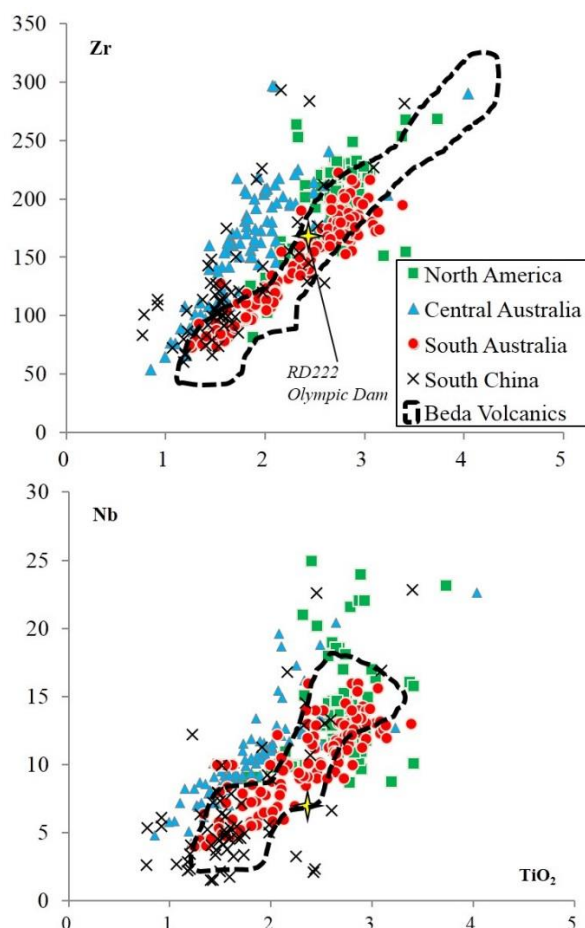 350
Zr
300
250
200
150
100
50
0
0 1 2 3 4 5
North America
Central Australia
South Australia
South China
Beda Volcanics
RD222
Olympic Dam
30
Nb
25
20
15
10
5
0
TiO₂
0 1 2 3 4 5